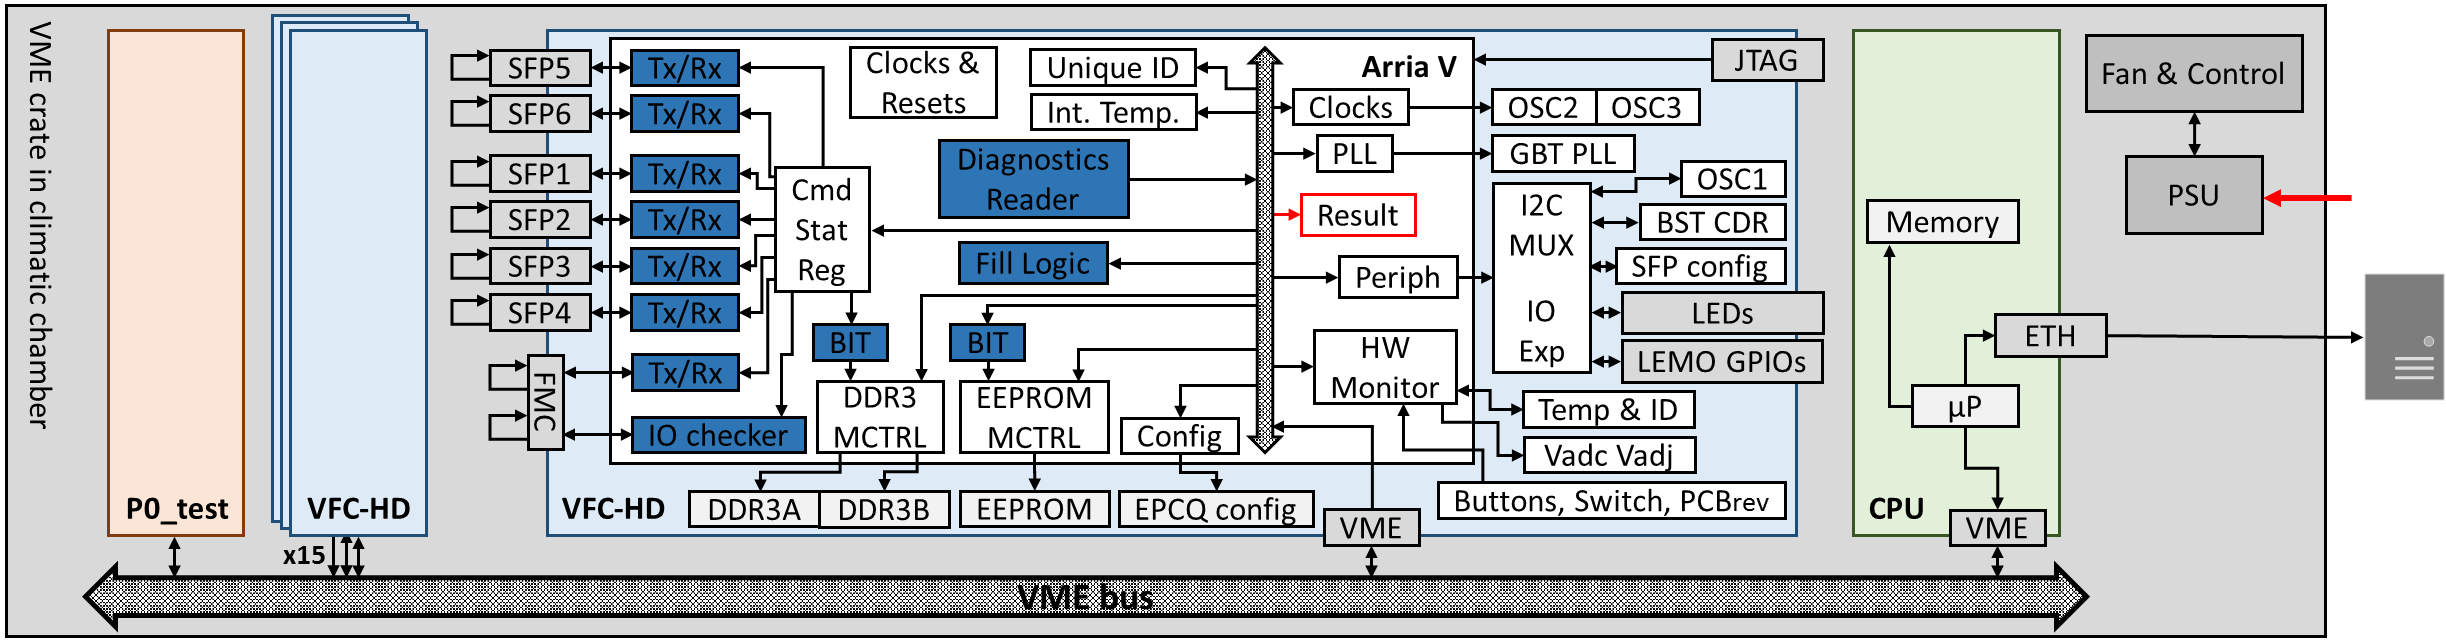 VME crate in climatic chamber
P0_test
VFC-HD
x15
SFP5
SFP6
SFP1
SFP2
SFP3
SFP4
FMC
Tx/Rx
Tx/Rx
Tx/Rx
Tx/Rx
Tx/Rx
Tx/Rx
Tx/Rx
IO checker
Clocks &
Resets
Cmd
Stat
Reg
BIT
BIT
DDR3
MCTRL
EEPROM
MCTRL
Config
Diagnostics
Reader
Fill Logic
Unique ID
Int. Temp.
Arria V
Clocks
PLL
Result
Periph
HW
Monitor
JTAG
OSC2
OSC3
GBT PLL
I2C
MUX
IO
Exp
OSC1
BST CDR
SFP config
LEDs
LEMO GPIOs
Temp & ID
Vadc Vadj
Buttons, Switch, PCBrev
VFC-HD
DDR3A
DDR3B
EEPROM
EPCQ config
VME
Memory
ETH
µP
CPU
VME
Fan & Control
PSU
VME bus